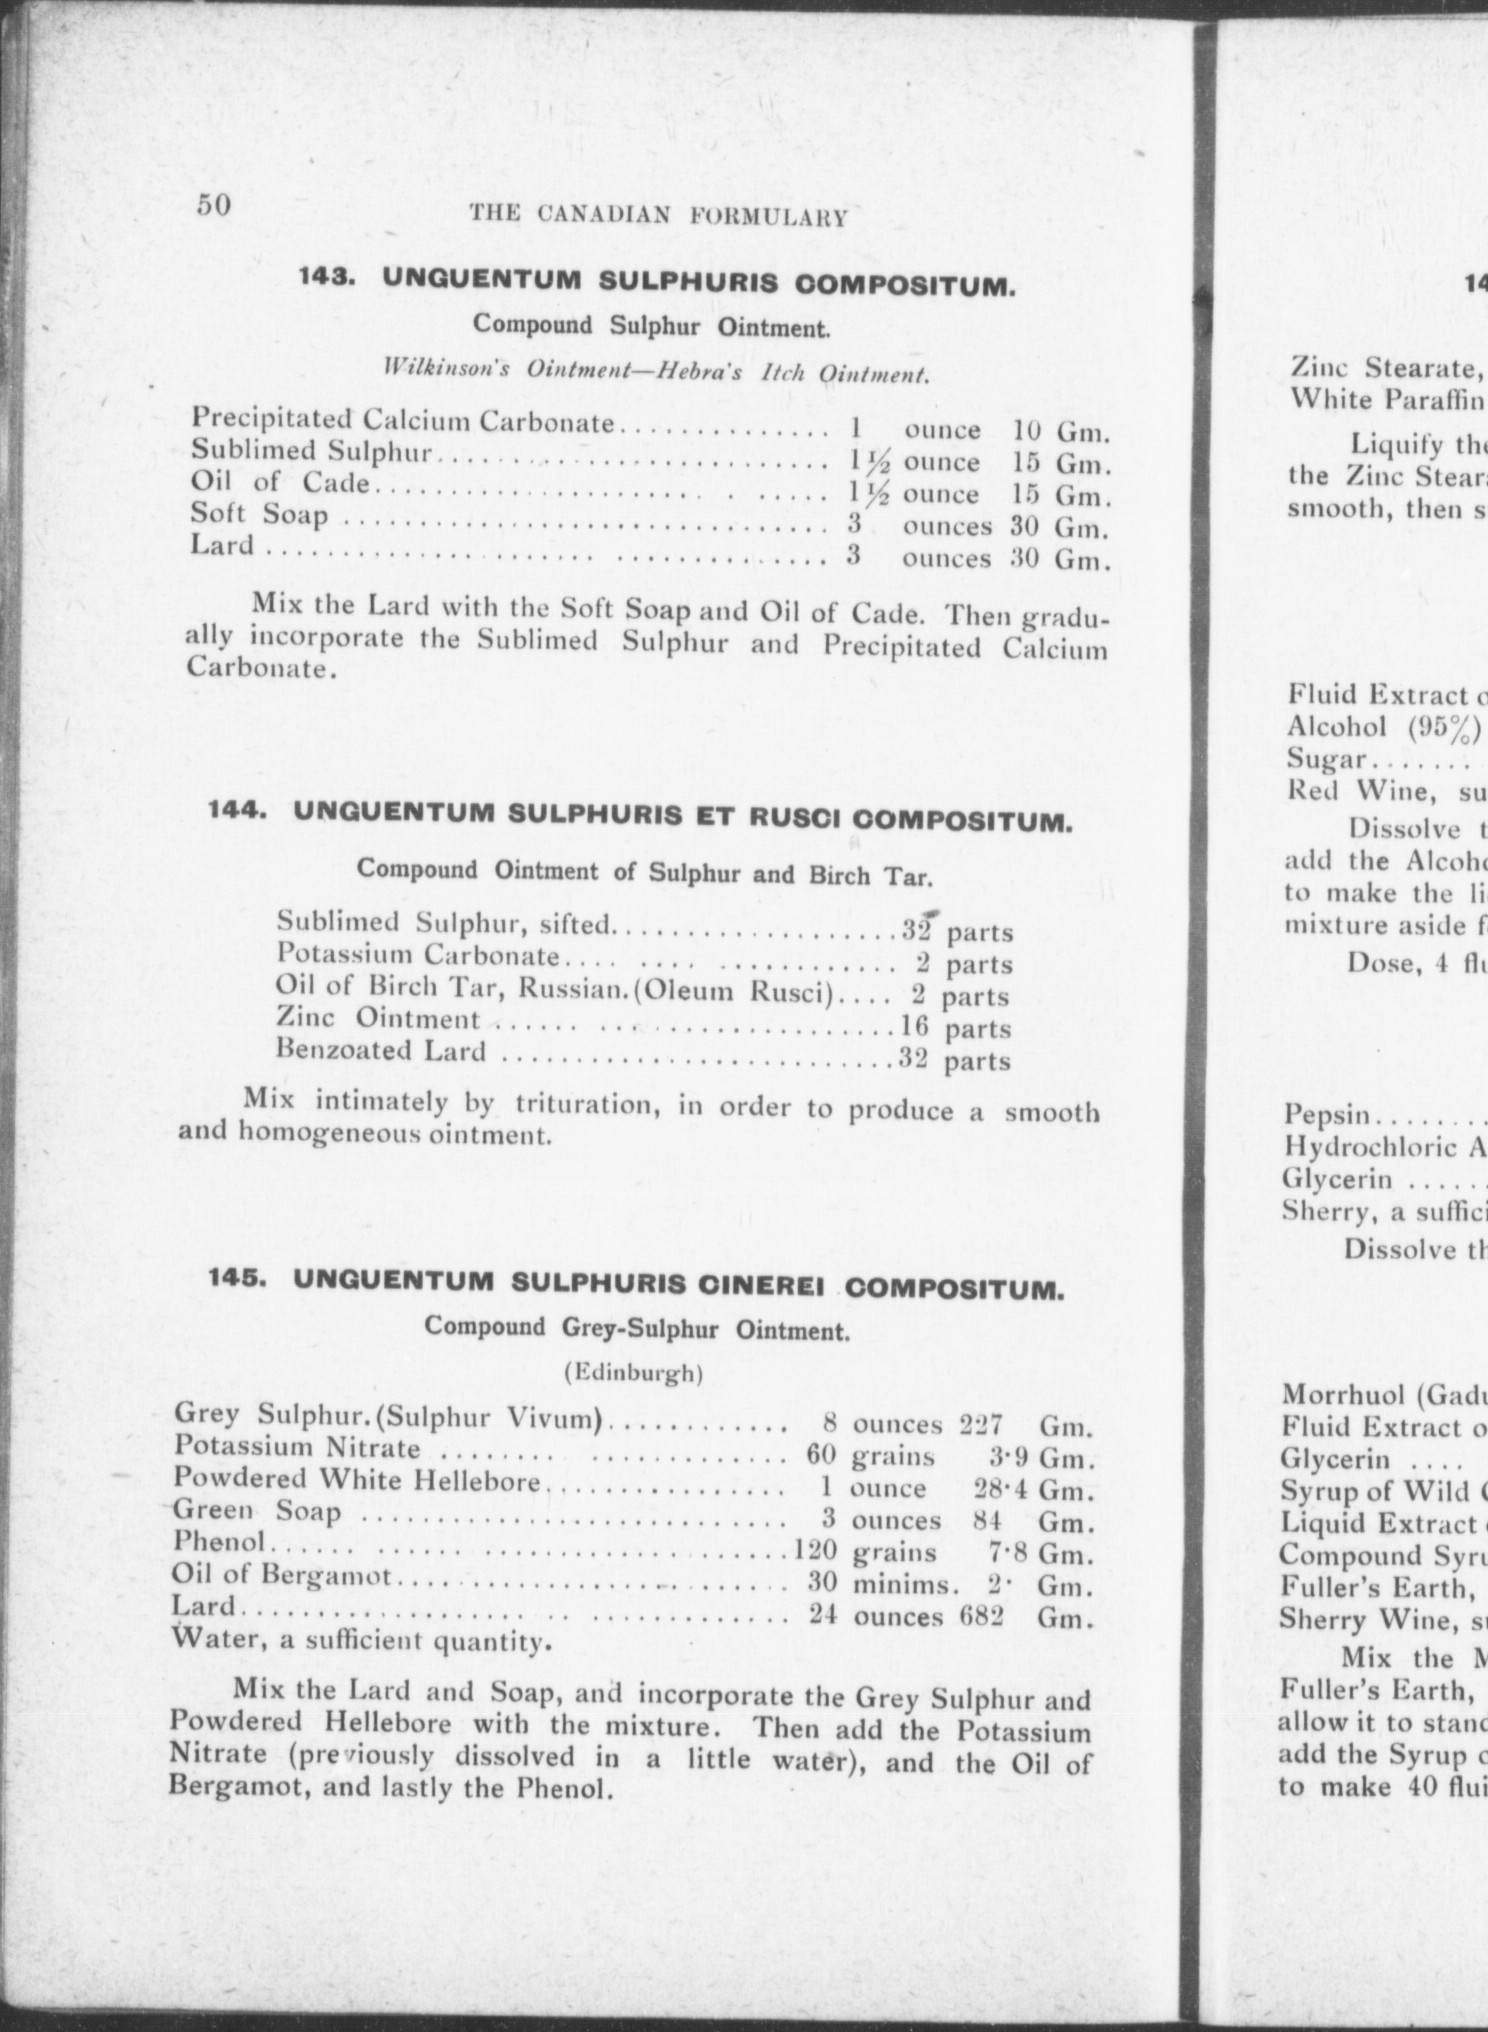 50
THE CANADIAN FORMULARY
143. UNGUENTUM SULPHURIS COMPOSITUM.
Compound Sulphur Ointment.
Wilkinson's Ointment—Hebra's Itch Ointment.
Precipitated Calcium Carbonate.............. 1 ounce 10 Gm.
Sublimed Sulphur.......................... 1½ ounce 15 Gm.
Oil of Cade............................. 1½ ounce 15 Gm.
Soft Soap ................................ 3 ounces 30 Gm.
Lard .................................... 3 ounces 30 Gm.
Mix the Lard with the Soft Soap and Oil of Cade. Then gradu-
ally incorporate the Sublimed Sulphur and Precipitated Calcium
Carbonate.
144. UNGUENTUM SULPHURIS ET RUSCI COMPOSITUM.
Compound Ointment of Sulphur and Birch Tar.
Sublimed Sulphur, sifted...................32 parts
Potassium Carbonate.... .... ............ 2 parts
Oil of Birch Tar, Russian.(Oleum Rusci).... 2 parts
Zinc Ointment ...... ....................16 parts
Benzoated Lard ..........................32 parts
Mix intimately by trituration, in order to produce a smooth
and homogeneous ointment.
145. UNGUENTUM SULPHURIS CINEREI COMPOSITUM.
Compound Grey-Sulphur Ointment.
(Edinburgh)
Grey Sulphur.(Sulphur Vivum)............ 8 ounces 227 Gm.
Potassium Nitrate ........ ............. 60 grains 3·9 Gm.
Powdered White Hellebore................ 1 ounce 28·4 Gm.
Green Soap ............................ 3 ounces 84 Gm.
Phenol...... ...... ....................120 grains 7·8 Gm.
Oil of Bergamot.......................... 30 minims. 2· Gm.
Lard................... .. ............. 24 ounces 682 Gm.
Water, a sufficient quantity.
Mix the Lard and Soap, and incorporate the Grey Sulphur and
Powdered Hellebore with the mixture. Then add the Potassium
Nitrate (previously dissolved in a little water), and the Oil of
Bergamot, and lastly the Phenol.
14
Zinc Stearate,
White Paraffin
Liquify the
the Zinc Stear
smooth, then s
Fluid Extract o
Alcohol (95%)
Sugar.......
Red Wine, su
Dissolve t
add the Alcoho
to make the li
mixture aside f
Dose, 4 flu
Pepsin........
Hydrochloric A
Glycerin ......
Sherry, a suffici
Dissolve th
Morrhuol (Gadu
Fluid Extract o
Glycerin ....
Syrup of Wild C
Liquid Extract
Compound Syru
Fuller's Earth,
Sherry Wine, su
Mix the M
Fuller's Earth,
allow it to stand
add the Syrup o
to make 40 flui